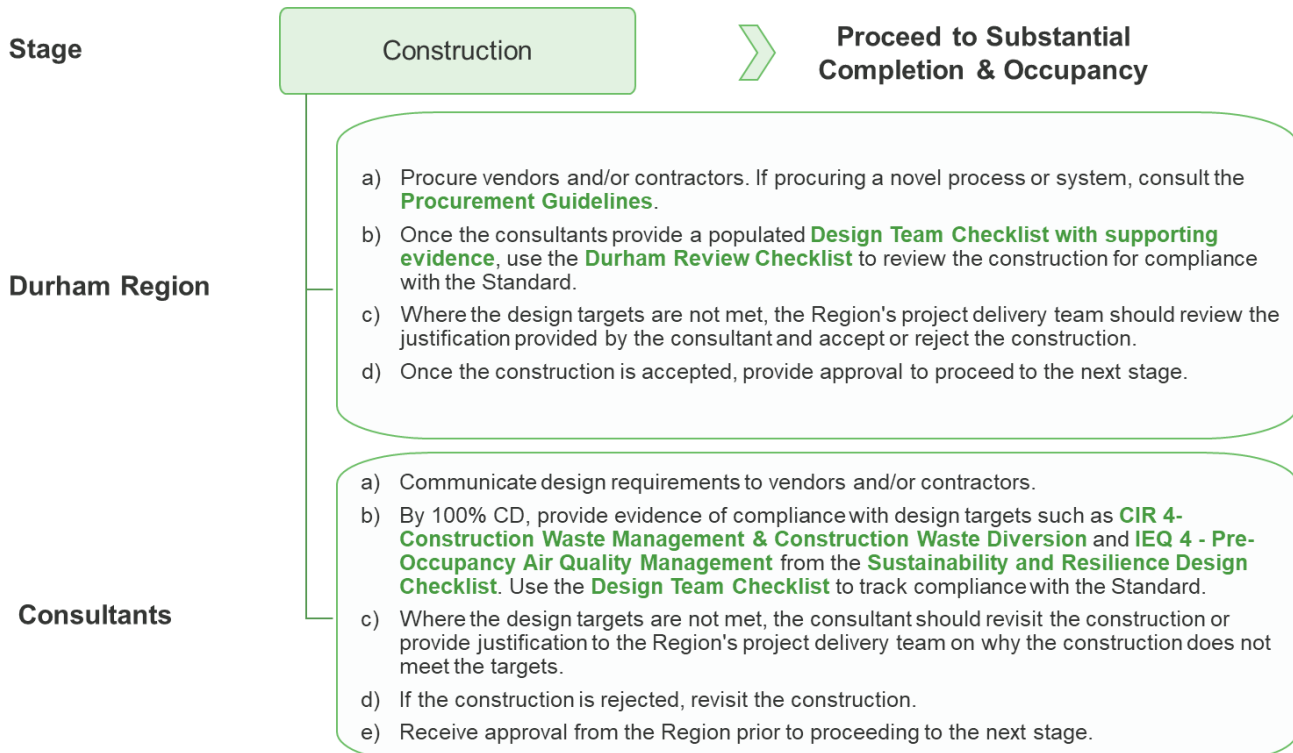 Stage
Construction
Proceed to Substantial
Completion & Occupancy
Durham Region
a) Procure vendors and/or contractors. If procuring a novel process or system, consult the
Procurement Guidelines.
b) Once the consultants provide a populated Design Team Checklist with supporting
evidence, use the Durham Review Checklist to review the construction for compliance
with the Standard.
c) Where the design targets are not met, the Region's project delivery team should review the
justification provided by the consultant and accept or reject the construction.
d) Once the construction is accepted, provide approval to proceed to the next stage.
Consultants
a) Communicate design requirements to vendors and/or contractors.
b) By 100% CD, provide evidence of compliance with design targets such as CIR 4-
Construction Waste Management & Construction Waste Diversion and IEQ 4 - Pre-
Occupancy Air Quality Management from the Sustainability and Resilience Design
Checklist. Use the Design Team Checklist to track compliance with the Standard.
c) Where the design targets are not met, the consultant should revisit the construction or
provide justification to the Region's project delivery team on why the construction does not
meet the targets.
d) If the construction is rejected, revisit the construction.
e) Receive approval from the Region prior to proceeding to the next stage.